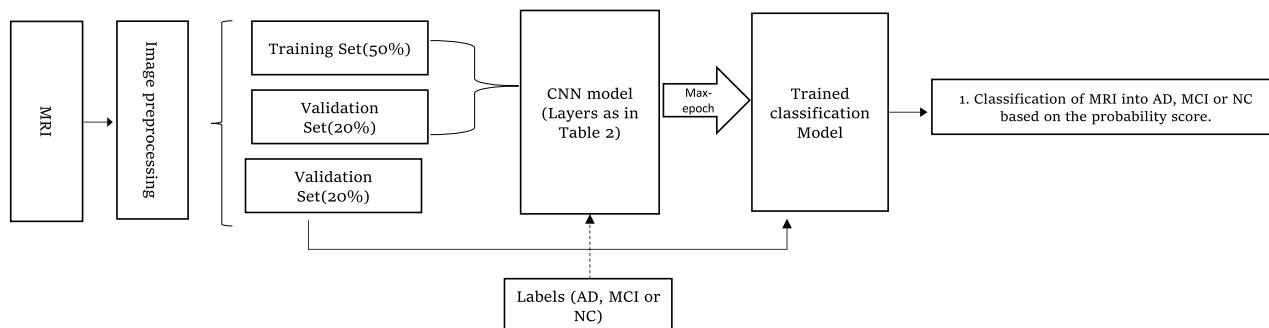 MRI
Image preprocessing
Training Set(50%)
Validation
Set(20%)
Validation
Set(20%)
CNN model
(Layers as in
Table 2)
Max-
epoch
Trained
classification
Model
1. Classification of MRI into AD, MCI or NC
based on the probability score.
Labels (AD, MCI or
NC)